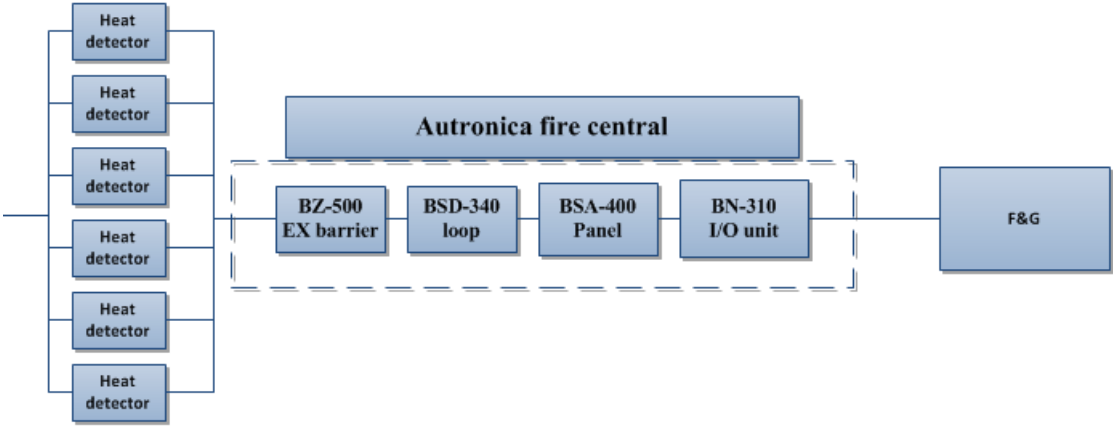 Heat
detector
Heat
detector
Heat
detector
Heat
detector
Heat
detector
Heat
detector
Autronica fire central
BZ-500
EX barrier
BSD-340
loop
BSA-400
Panel
BN-310
I/O unit
F&G